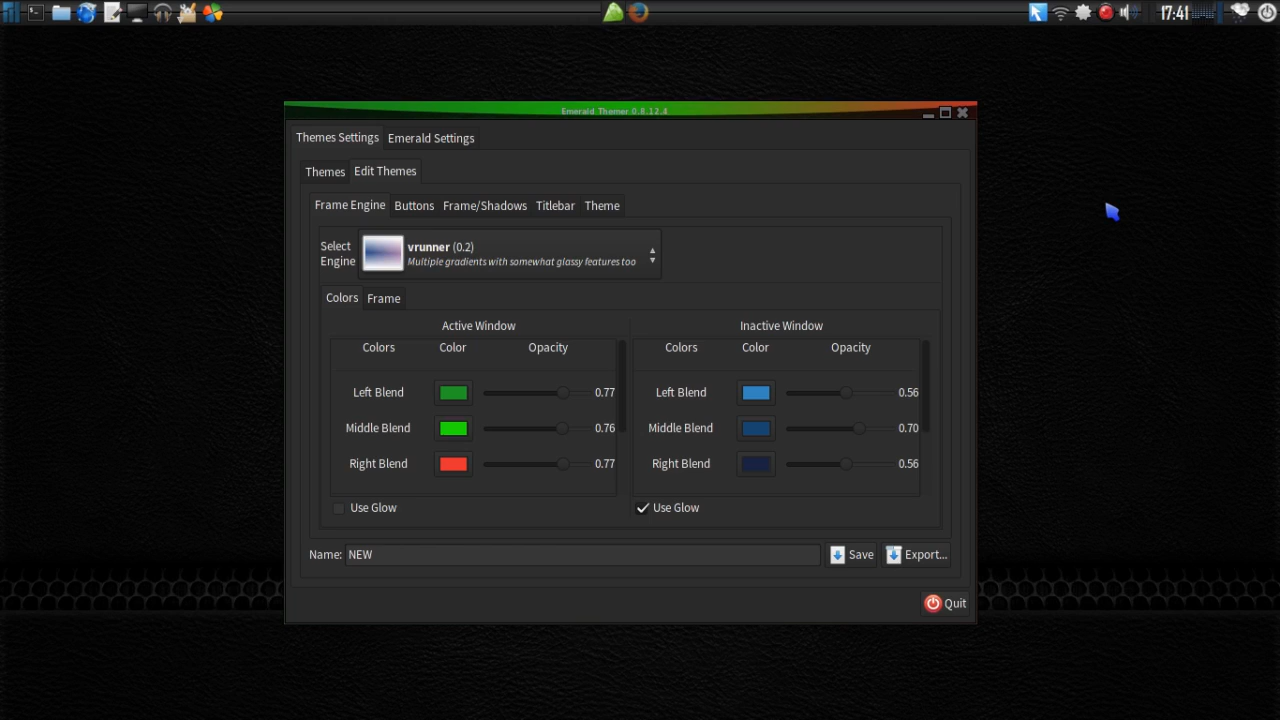 17:41
Emerald Themer 0.8.12.4
Themes Settings Emerald Settings
Themes Edit Themes
Frame Engine Buttons Frame/Shadows Titlebar Theme
Select Engine
vrunner (0.2)
Multiple gradients with somewhat glassy features too
Colors Frame
Active Window Inactive Window
Colors Color Opacity Colors Color Opacity
Left Blend 0.77 Left Blend 0.56
Middle Blend 0.76 Middle Blend 0.70
Right Blend 0.77 Right Blend 0.56
Use Glow Use Glow
Name: NEW Save Export...
Quit